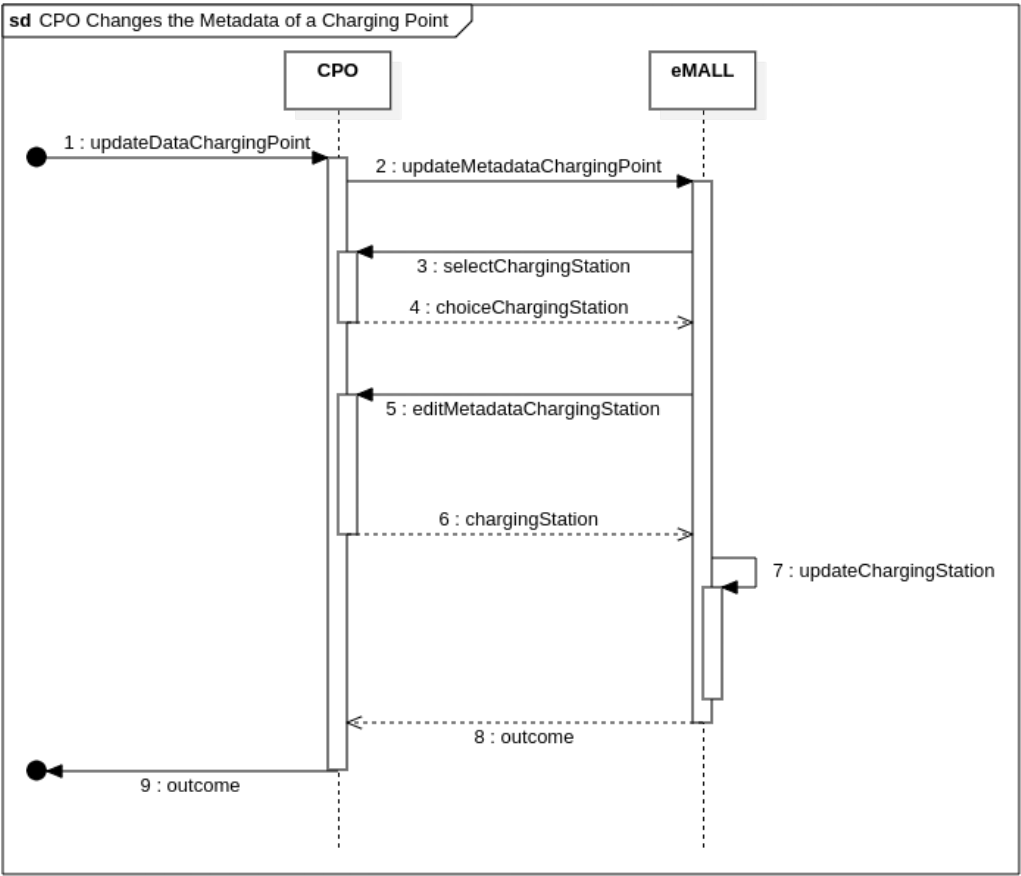 sd CPO Changes the Metadata of a Charging Point
CPO
eMALL
1 : updateDataChargingPoint
2 : updateMetadataChargingPoint
3 : selectChargingStation
4 : choiceChargingStation
5 : editMetadataChargingStation
6 : chargingStation
7 : updateChargingStation
8 : outcome
9 : outcome